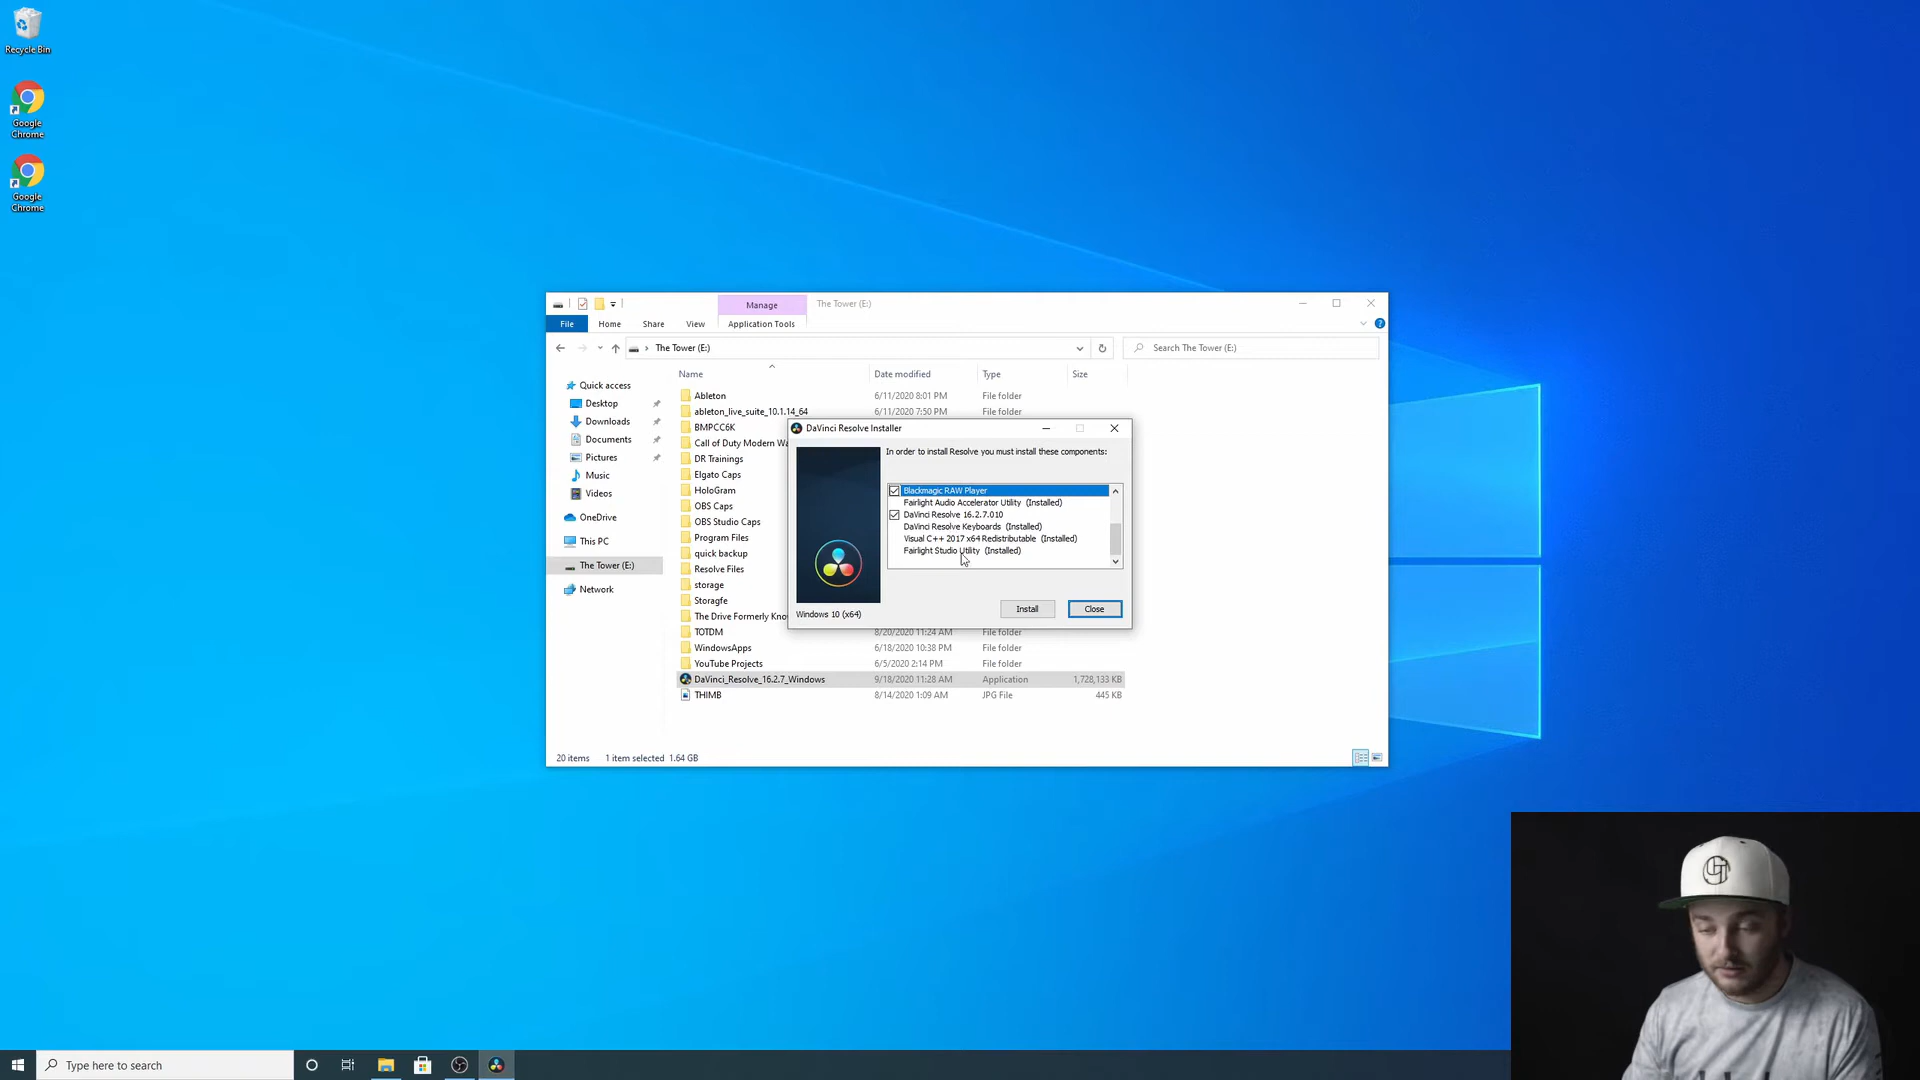 Recycle Bin
Google
Chrome
Google
Chrome
Manage
The Tower (E:)
File
Home
Share
View
Application Tools
The Tower (E:)
Search The Tower (E:)
Name
Date modified
Type
Size
Quick access
Desktop
Downloads
Documents
Pictures
Music
Videos
OneDrive
This PC
The Tower (E:)
Network
Ableton 6/11/2020 8:01 PM File folder
ableton_live_suite_10.1.14_64 6/11/2020 7:50 PM File folder
BMPCC6K
Call of Duty Modern Wa
DR Trainings
Elgato Caps
HoloGram
OBS Caps
OBS Studio Caps
Program Files
quick backup
Resolve Files
storage
Storagfe
The Drive Formerly Kno
TOTDM 8/20/2020 11:24 AM File folder
WindowsApps 6/18/2020 10:38 PM File folder
YouTube Projects 6/5/2020 2:14 PM File folder
DaVinci_Resolve_16.2.7_Windows 9/18/2020 11:28 AM Application 1,728,133 KB
THIMB 8/14/2020 1:09 AM JPG File 445 KB
20 items 1 item selected 1.64 GB
DaVinci Resolve Installer
In order to install Resolve you must install these components:
Blackmagic RAW Player
Fairlight Audio Accelerator Utility (Installed)
DaVinci Resolve 16.2.7.010
DaVinci Resolve Keyboards (Installed)
Visual C++ 2017 x64 Redistributable (Installed)
Fairlight Studio Utility (Installed)
Windows 10 (x64)
Install
Close
Type here to search